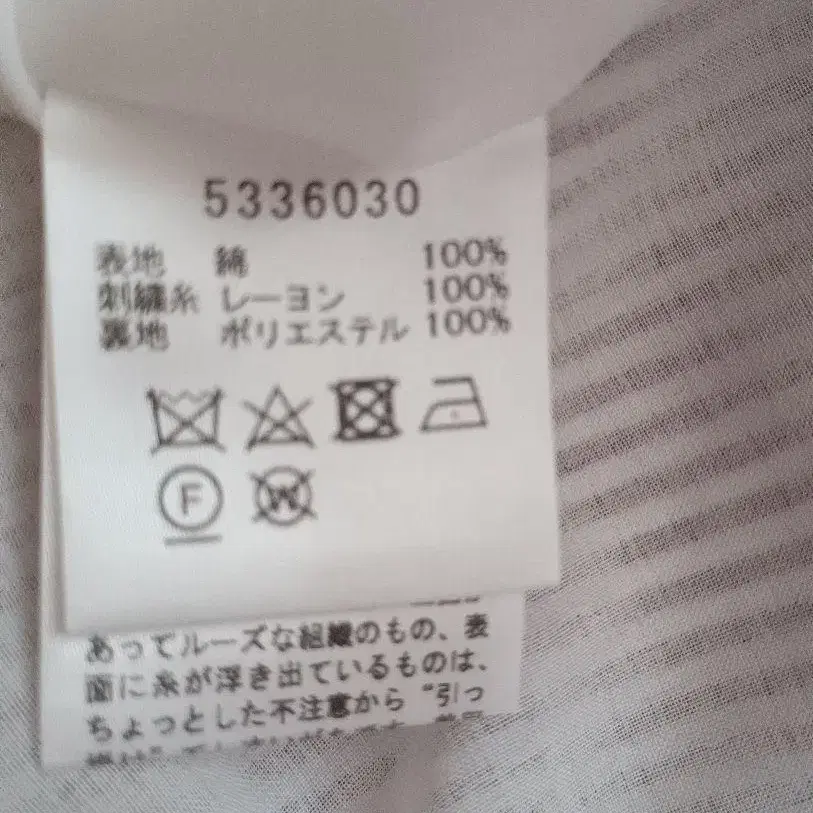 5336030
表地 綿 100%
刺繍糸 レーヨン 100%
裏地 ポリエステル 100%
F W
あってルーズな組織のもの、表
面に糸が浮き出ているものは、
ちょっとした不注意から“引っ